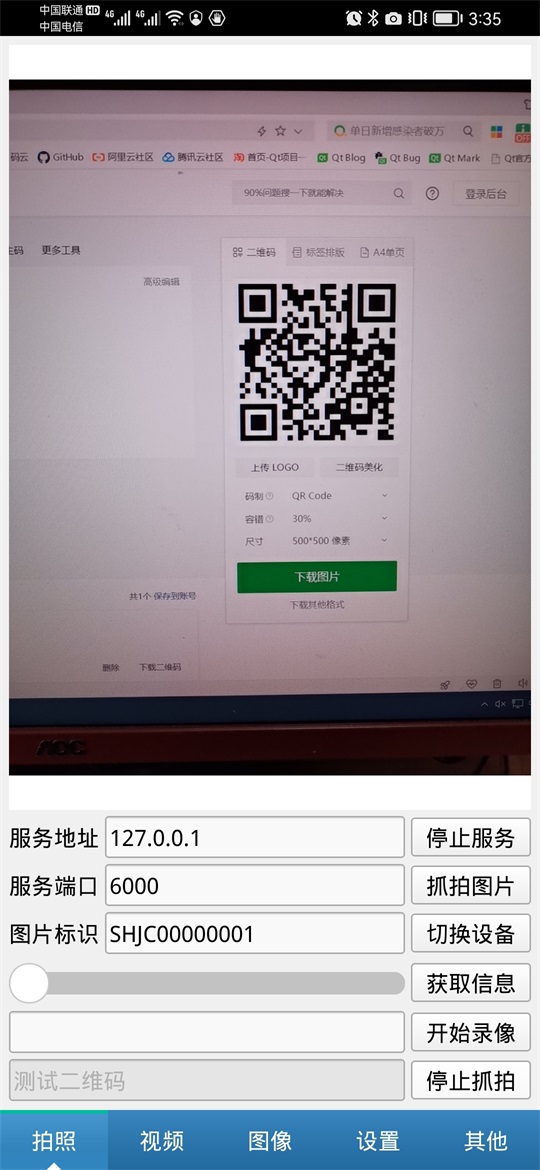 中国联通 HD 4G 4G 3:35
中国电信
单日新增感染者破万
码云 GitHub 阿里云社区 腾讯云社区 首页-Qt项目… Qt Blog Qt Bug Qt Mark Qt官方
90%问题搜一下就能解决 登录后台
生码 更多工具
二维码 标签排版 A4单页
高级编辑
上传 LOGO 二维码美化
码制 QR Code
容错 30%
尺寸 500*500 像素
下载图片
下载其他格式
共1个 保存到账号
删除 下载二维码
AOC
服务地址 127.0.0.1 停止服务
服务端口 6000 抓拍图片
图片标识 SHJC00000001 切换设备
获取信息
开始录像
测试二维码 停止抓拍
拍照 视频 图像 设置 其他